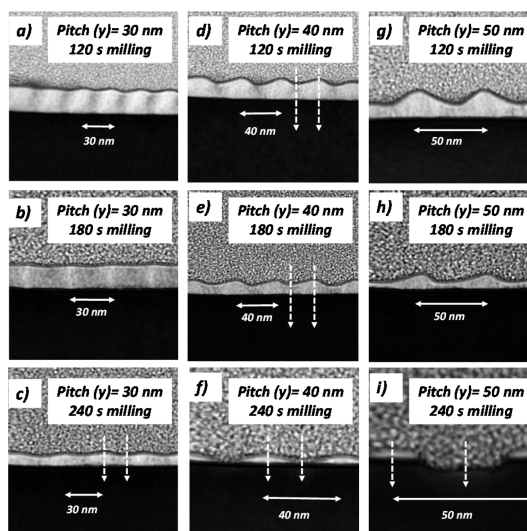 a)
Pitch (y)= 30 nm
120 s milling
30 nm
d)
Pitch (y)= 40 nm
120 s milling
40 nm
g)
Pitch (y)= 50 nm
120 s milling
50 nm
b)
Pitch (y)= 30 nm
180 s milling
30 nm
e)
Pitch (y)= 40 nm
180 s milling
40 nm
h)
Pitch (y)= 50 nm
180 s milling
50 nm
c)
Pitch (y)= 30 nm
240 s milling
30 nm
f)
Pitch (y)= 40 nm
240 s milling
40 nm
i)
Pitch (y)= 50 nm
240 s milling
50 nm